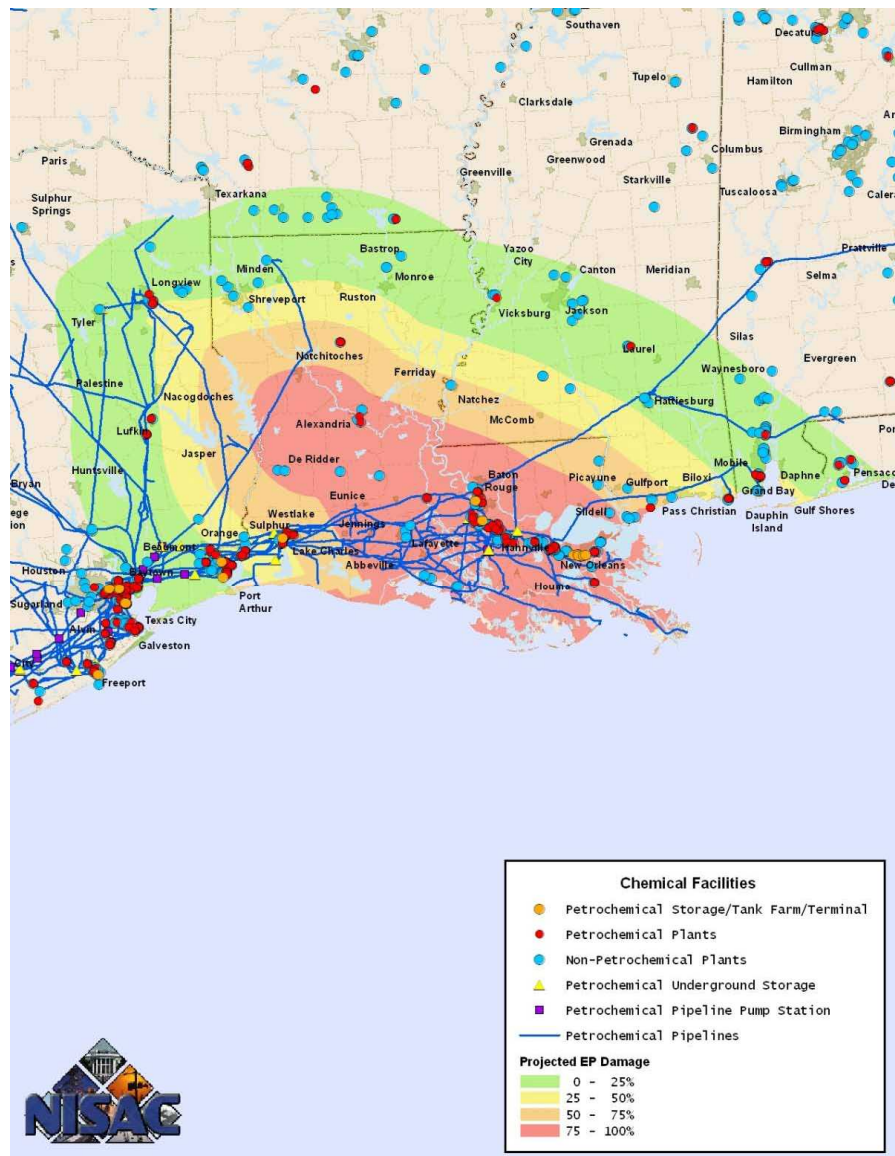 Southaven
Decatur
Cullman
Tupelo
Hamilton
Clarksdale
Birmingham
Grenada
Paris
Columbus
Greenwood
Greenville
Starkville
Tuscaloosa
Calera
Texarkana
Sulphur
Springs
Yazoo
City
Bastrop
Prattville
Canton
Meridian
Minden
Monroe
Selma
Longview
Ruston
Shreveport
Vicksburg
Jackson
Tyler
Silas
Natchitoches
Laurel
Evergreen
Waynesboro
Ferriday
Palestine
Nacogdoches
Natchez
Hattiesburg
Alexandria
McComb
Lufkin
Jasper
De Ridder
Mobile
Huntsville
Baton
Rouge
Picayune
Biloxi
Daphne
Pensaco
Bryan
Gulfport
Eunice
Grand Bay
Westlake
Pass Christian
Gulf Shores
Slidell
Dauphin
Island
Orange
Sulphur
Jennings
Beaumont
Lafayette
Hahnville
Lake Charles
Houston
Baytown
Abbeville
New Orleans
Houma
Sugarland
Port
Arthur
Texas City
Alvin
Galveston
City
Freeport
Chemical Facilities
Petrochemical Storage/Tank Farm/Terminal
Petrochemical Plants
Non-Petrochemical Plants
Petrochemical Underground Storage
Petrochemical Pipeline Pump Station
Petrochemical Pipelines
Projected EP Damage
0 - 25%
25 - 50%
50 - 75%
75 - 100%
NISAC